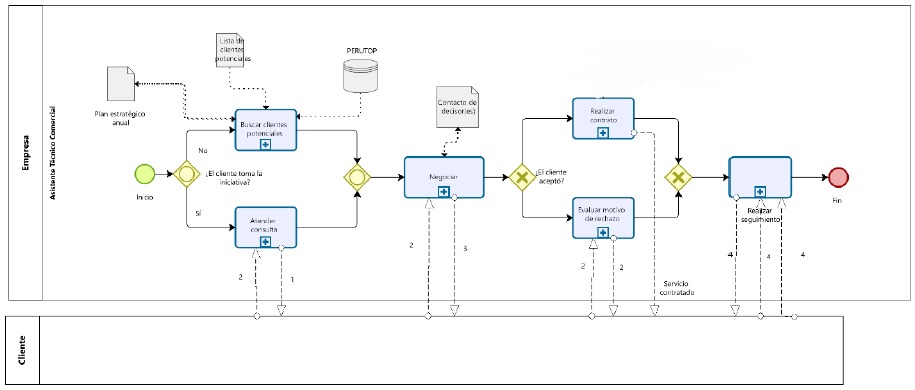 Empresa
Asistente Técnico Comercial
Lista de
clientes
potenciales
PERUTOP
Plan estratégico
anual
Buscar clientes
potenciales
Contacto de
decisor(es)
Realizar
contrato
No
Inicio
¿El cliente toma la
iniciativa?
Negociar
¿El cliente
aceptó?
Fin
Sí
Atender
consulta
Evaluar motivo
de rechazo
Realizar
seguimiento
2
1
2
3
2
2
Servicio
contratado
4
4
4
Cliente